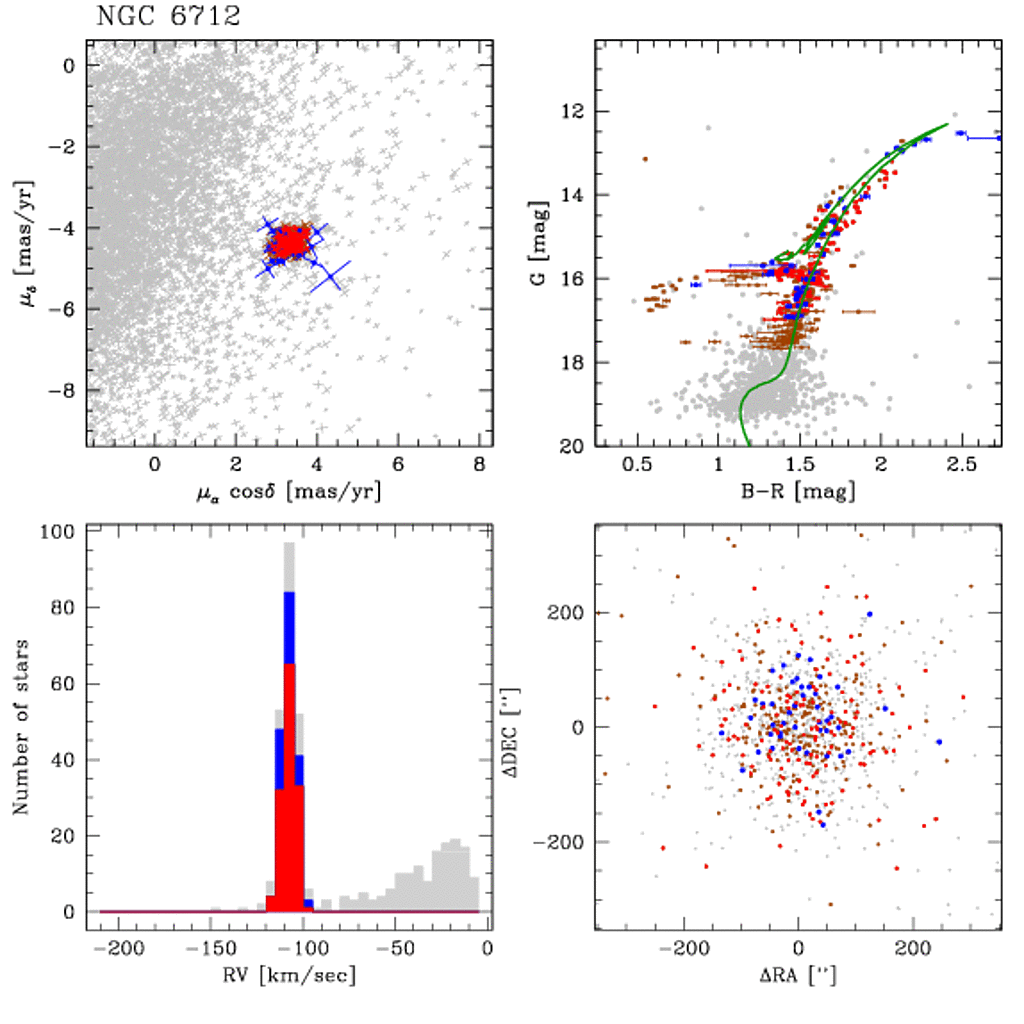 NGC 6712
0
−2
−4
−6
−8
μδ [mas/yr]
0 2 4 6 8
μα cosδ [mas/yr]
12
14
16
18
20
G [mag]
0.5 1 1.5 2 2.5
B−R [mag]
100
80
60
40
20
0
Number of stars
−200 −150 −100 −50 0
RV [km/sec]
200
0
−200
ΔDEC ["]
−200 0 200
ΔRA ["]